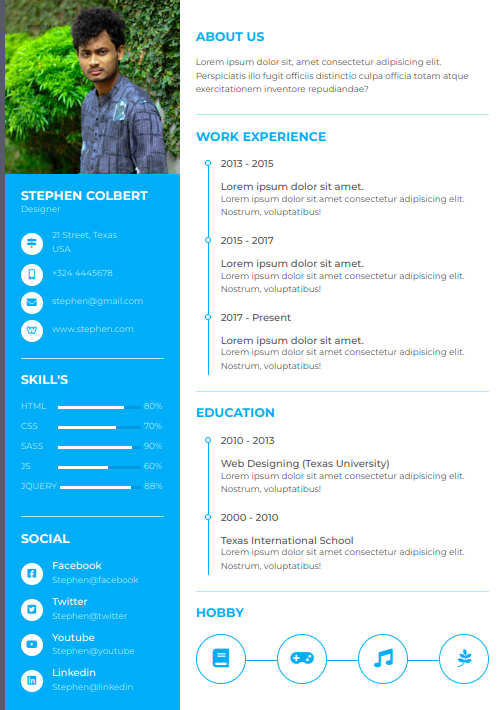 STEPHEN COLBERT
Designer
21 Street, Texas
USA
+324 4445678
stephen@gmail.com
www.stephen.com
SKILL'S
HTML 80%
CSS 70%
SASS 90%
JS 60%
JQUERY 88%
SOCIAL
Facebook
Stephen@facebook
Twitter
Stephen@twitter
Youtube
Stephen@youtube
Linkedin
Stephen@linkedin
ABOUT US
Lorem ipsum dolor sit, amet consectetur adipisicing elit.
Perspiciatis illo fugit officiis distinctio culpa officia totam atque
exercitationem inventore repudiandae?
WORK EXPERIENCE
2013 - 2015
Lorem ipsum dolor sit amet.
Lorem ipsum dolor sit amet consectetur adipisicing elit.
Nostrum, voluptatibus!
2015 - 2017
Lorem ipsum dolor sit amet.
Lorem ipsum dolor sit amet consectetur adipisicing elit.
Nostrum, voluptatibus!
2017 - Present
Lorem ipsum dolor sit amet.
Lorem ipsum dolor sit amet consectetur adipisicing elit.
Nostrum, voluptatibus!
EDUCATION
2010 - 2013
Web Designing (Texas University)
Lorem ipsum dolor sit amet consectetur adipisicing elit.
Nostrum, voluptatibus!
2000 - 2010
Texas International School
Lorem ipsum dolor sit amet consectetur adipisicing elit.
Nostrum, voluptatibus!
HOBBY